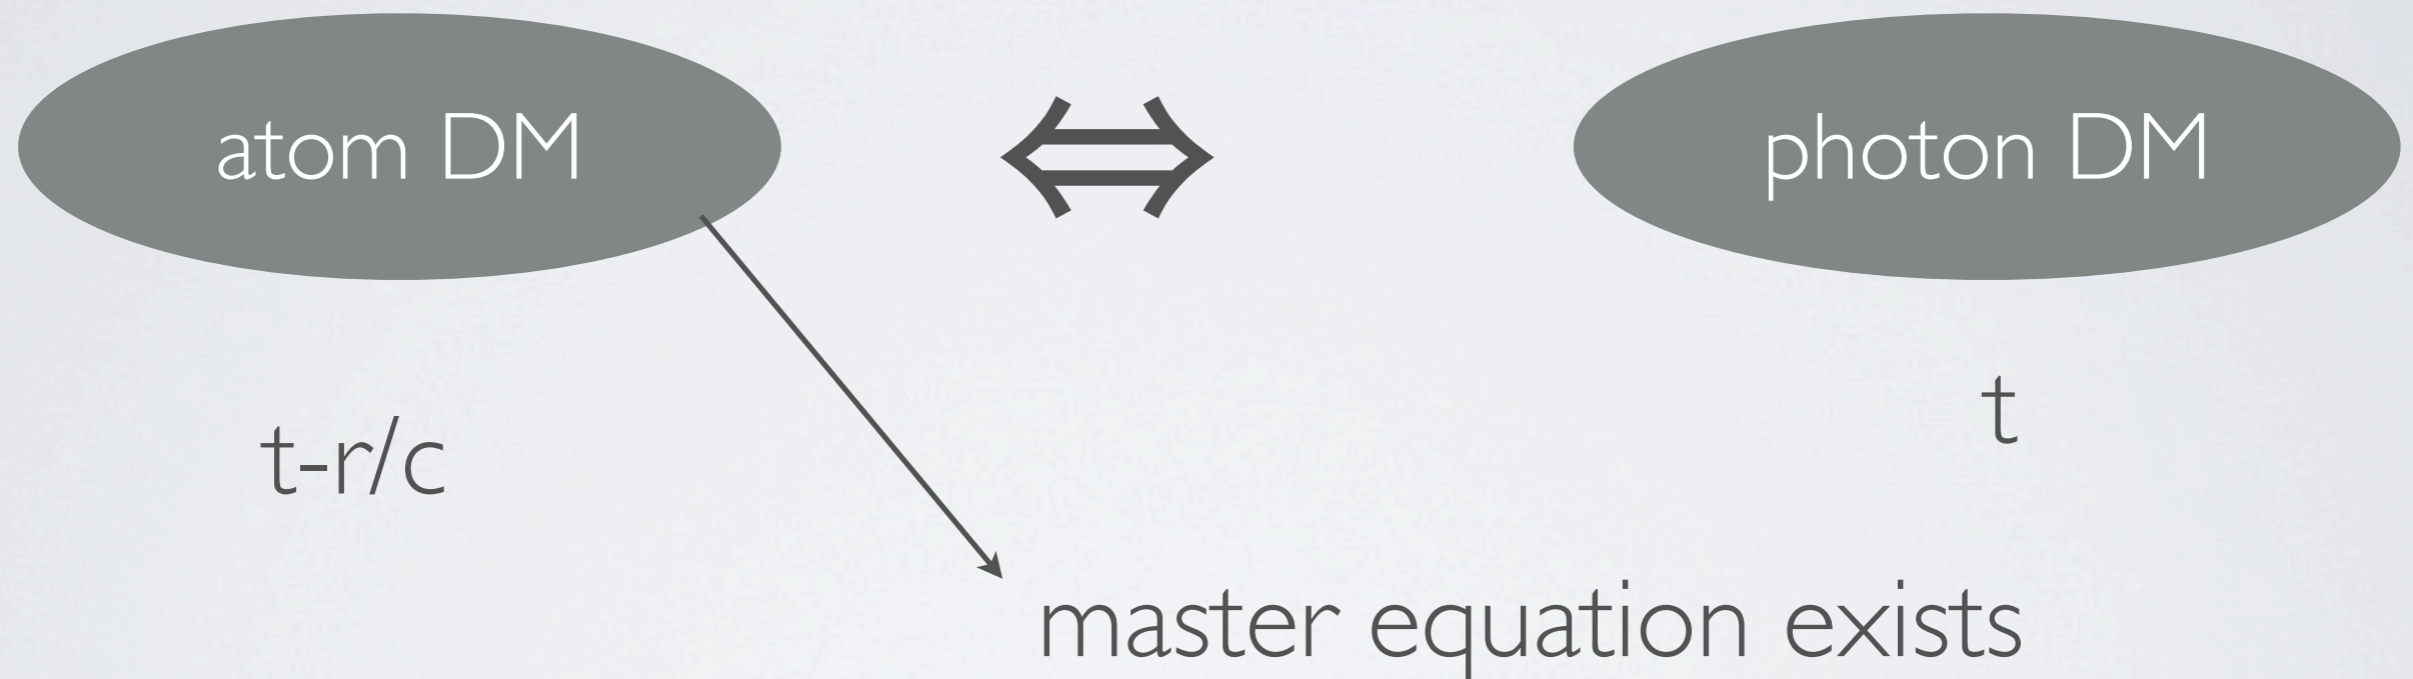 atom DM
⇔
photon DM
t-r/c
t
master equation exists